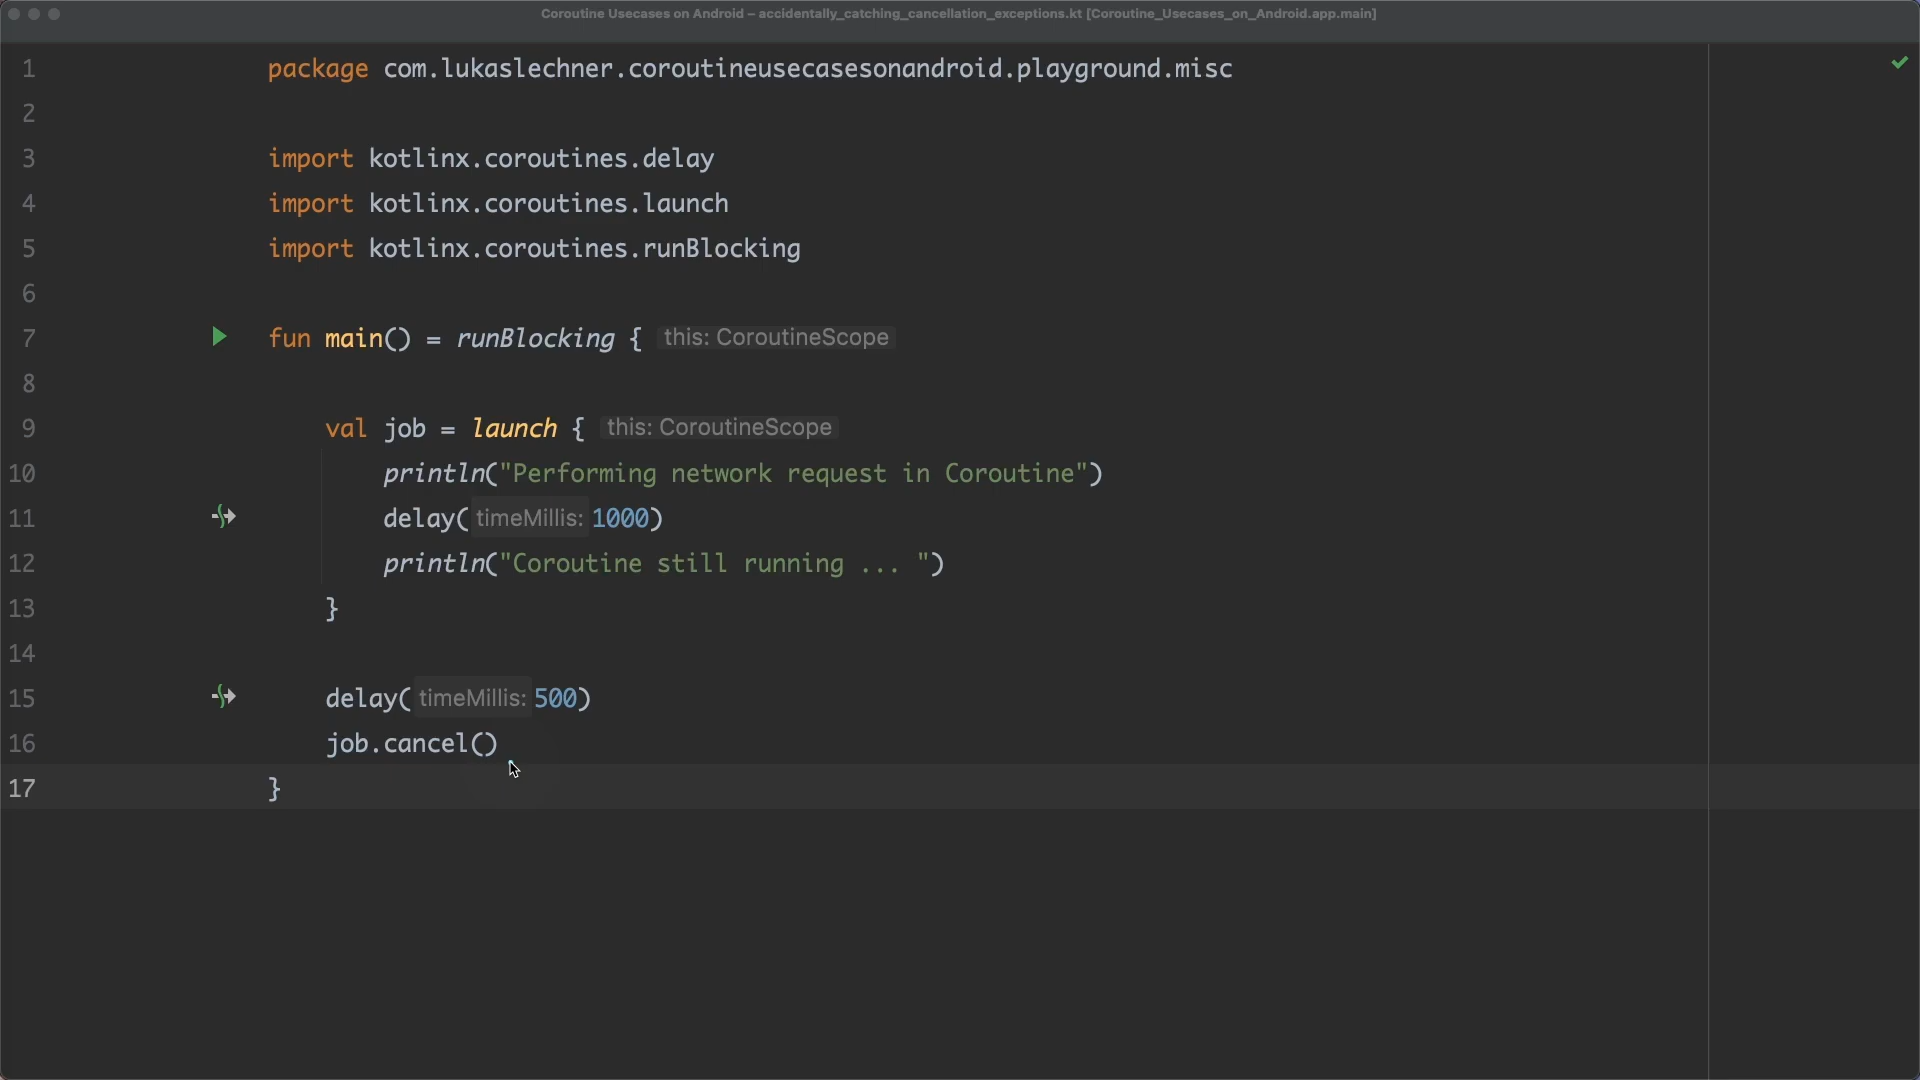 Coroutine Usecases on Android – accidentally_catching_cancellation_exceptions.kt [Coroutine_Usecases_on_Android.app.main]
1 package com.lukaslechner.coroutineusecasesonandroid.playground.misc
2
3 import kotlinx.coroutines.delay
4 import kotlinx.coroutines.launch
5 import kotlinx.coroutines.runBlocking
6
7 fun main() = runBlocking { this: CoroutineScope
8
9 val job = launch { this: CoroutineScope
10 println("Performing network request in Coroutine")
11 delay( timeMillis: 1000)
12 println("Coroutine still running ... ")
13 }
14
15 delay( timeMillis: 500)
16 job.cancel()
17 }